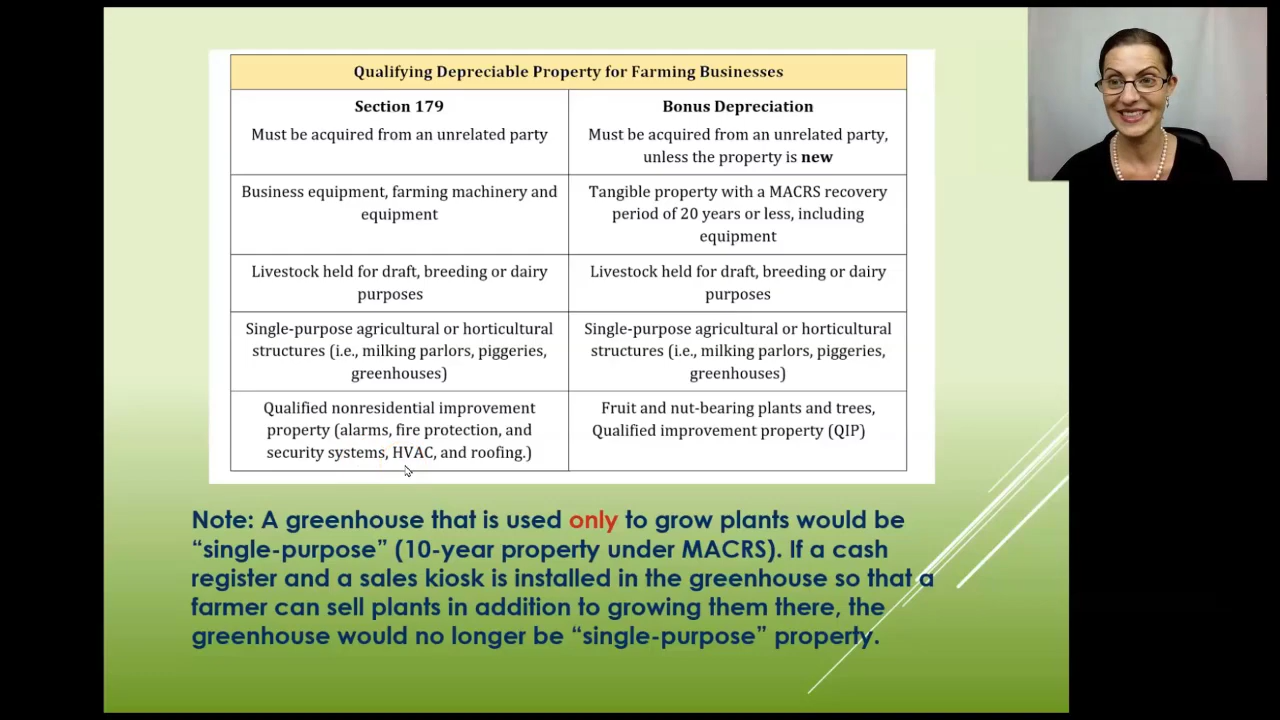 Qualifying Depreciable Property for Farming Businesses
Section 179
Must be acquired from an unrelated party
Bonus Depreciation
Must be acquired from an unrelated party,
unless the property is new
Business equipment, farming machinery and
equipment
Tangible property with a MACRS recovery
period of 20 years or less, including
equipment
Livestock held for draft, breeding or dairy
purposes
Livestock held for draft, breeding or dairy
purposes
Single-purpose agricultural or horticultural
structures (i.e., milking parlors, piggeries,
greenhouses)
Single-purpose agricultural or horticultural
structures (i.e., milking parlors, piggeries,
greenhouses)
Qualified nonresidential improvement
property (alarms, fire protection, and
security systems, HVAC, and roofing.)
Fruit and nut-bearing plants and trees,
Qualified improvement property (QIP)
Note: A greenhouse that is used only to grow plants would be
“single-purpose” (10-year property under MACRS). If a cash
register and a sales kiosk is installed in the greenhouse so that a
farmer can sell plants in addition to growing them there, the
greenhouse would no longer be “single-purpose” property.